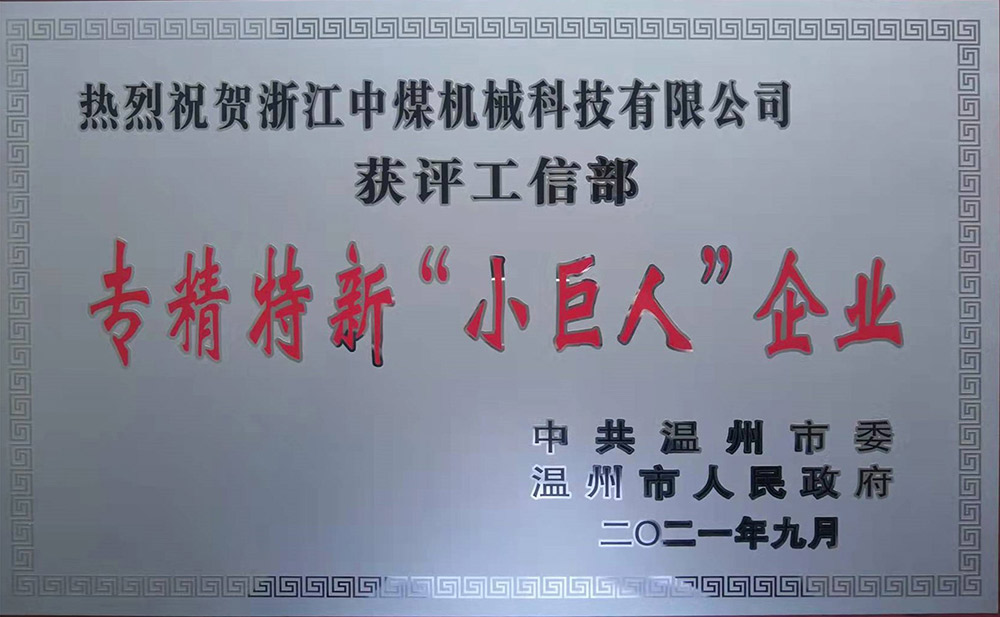 热烈祝贺浙江中煤机械科技有限公司
获评工信部
专精特新“小巨人”企业
中共温州市委
温州市人民政府
二〇二一年九月